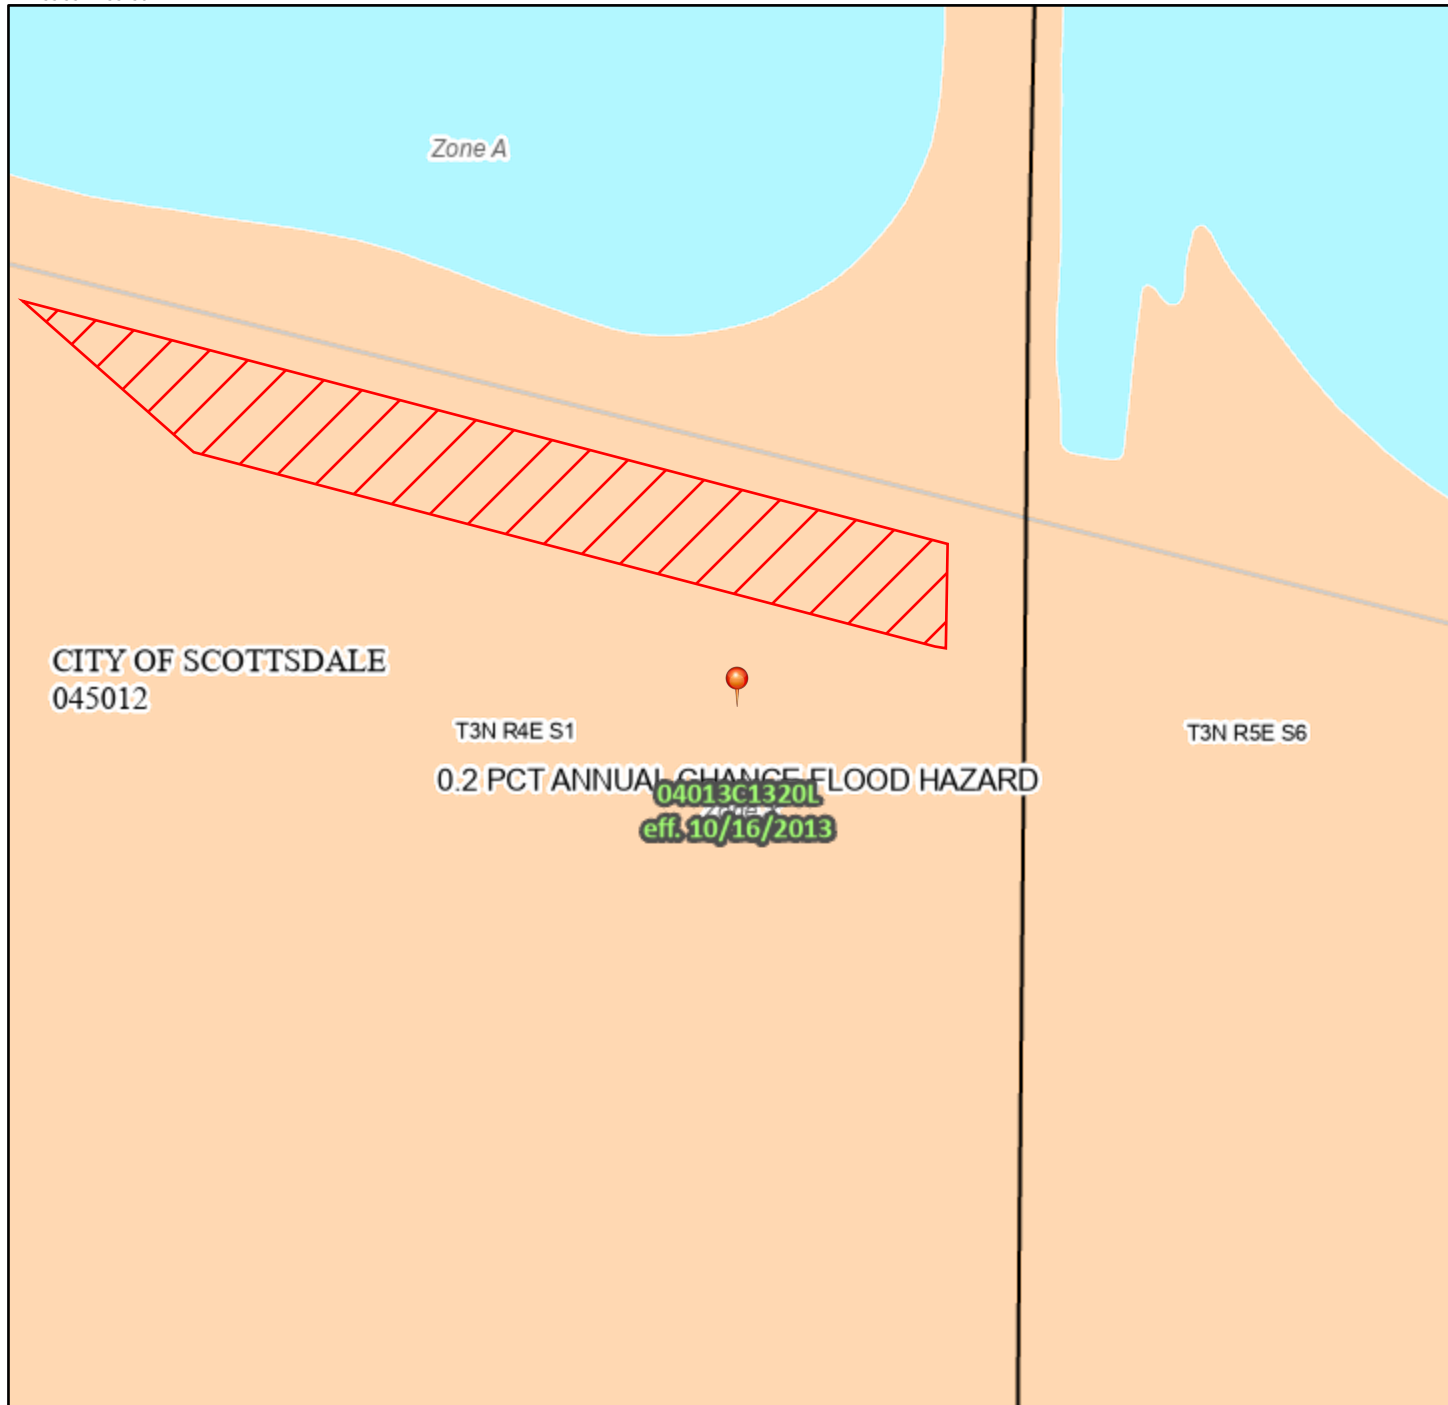 Zone A
CITY OF SCOTTSDALE
045012
T3N R4E S1
T3N R5E S6
0.2 PCT ANNUAL CHANCE FLOOD HAZARD
04013C1320L
Zone
eff. 10/16/2013